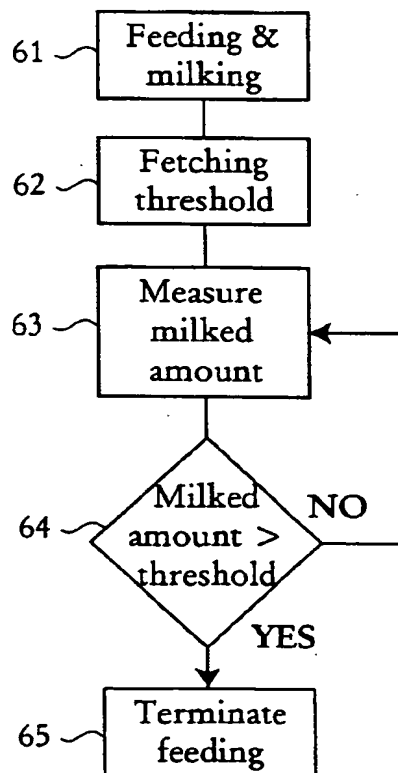 61
Feeding &
milking
62
Fetching
threshold
63
Measure
milked
amount
64
Milked
amount >
threshold
NO
YES
65
Terminate
feeding